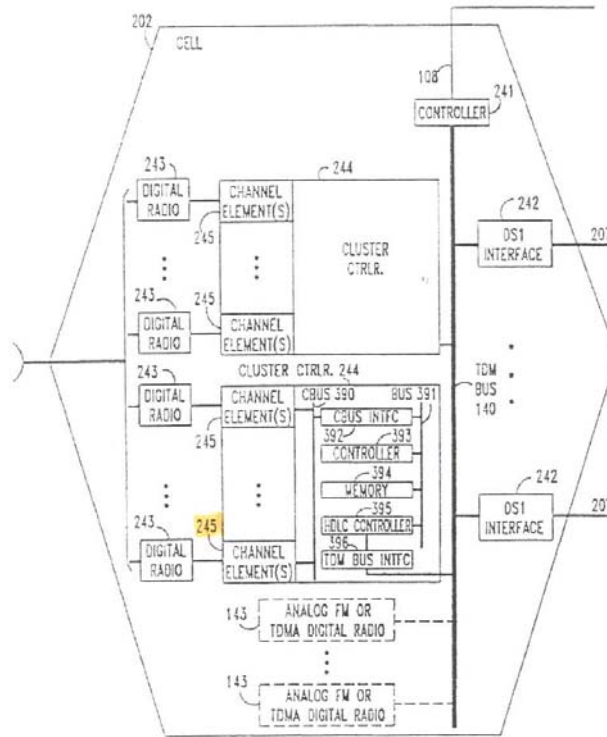 202
CELL
108
241
CONTROLLER
243
DIGITAL
RADIO
CHANNEL
ELEMENT(S)
244
245
CLUSTER
CTRLR.
242
DS1
INTERFACE
207
243
DIGITAL
RADIO
245
CHANNEL
ELEMENT(S)
CLUSTER CTRLR. 244
243
DIGITAL
RADIO
CHANNEL
ELEMENT(S)
245
CBUS 390
BUS 391
CBUS INTFC
392
393
CONTROLLER
394
MEMORY
395
HDLC CONTROLLER
396
TDM BUS INTFC
TDM
BUS
140
242
DS1
INTERFACE
207
243
DIGITAL
RADIO
245
CHANNEL
ELEMENT(S)
143
ANALOG FM OR
TDMA DIGITAL RADIO
143
ANALOG FM OR
TDMA DIGITAL RADIO